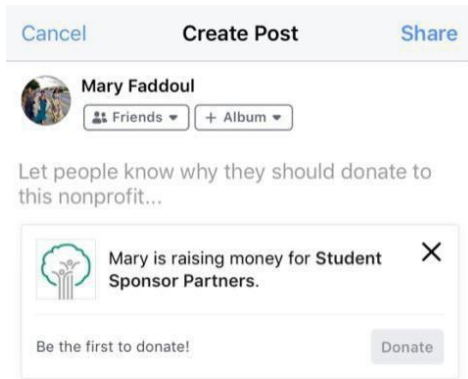 Cancel Create Post Share
Mary Faddoul
Friends + Album
Let people know why they should donate to
this nonprofit...
Mary is raising money for Student
Sponsor Partners.
Be the first to donate! Donate